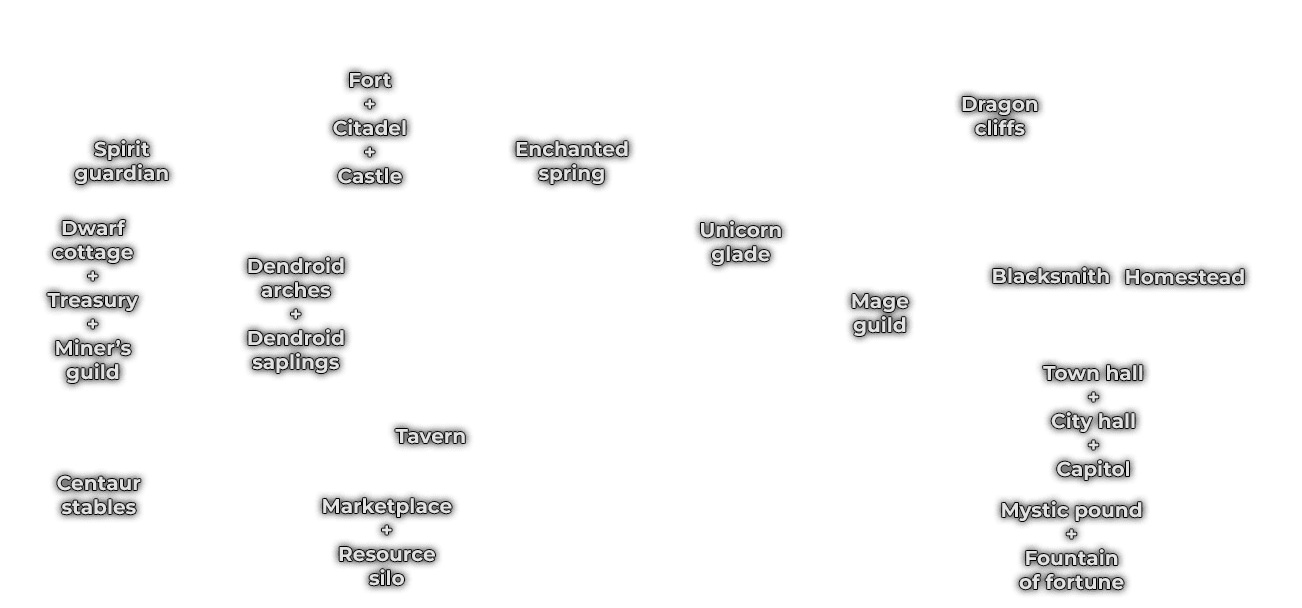 Fort
+
Citadel
+
Castle
Dragon
cliffs
Spirit
guardian
Enchanted
spring
Dwarf
cottage
+
Treasury
+
Miner's
guild
Unicorn
glade
Dendroid
arches
+
Dendroid
saplings
Blacksmith
Homestead
Mage
guild
Town hall
+
City hall
+
Capitol
Tavern
Centaur
stables
Marketplace
+
Resource
silo
Mystic pound
+
Fountain
of fortune